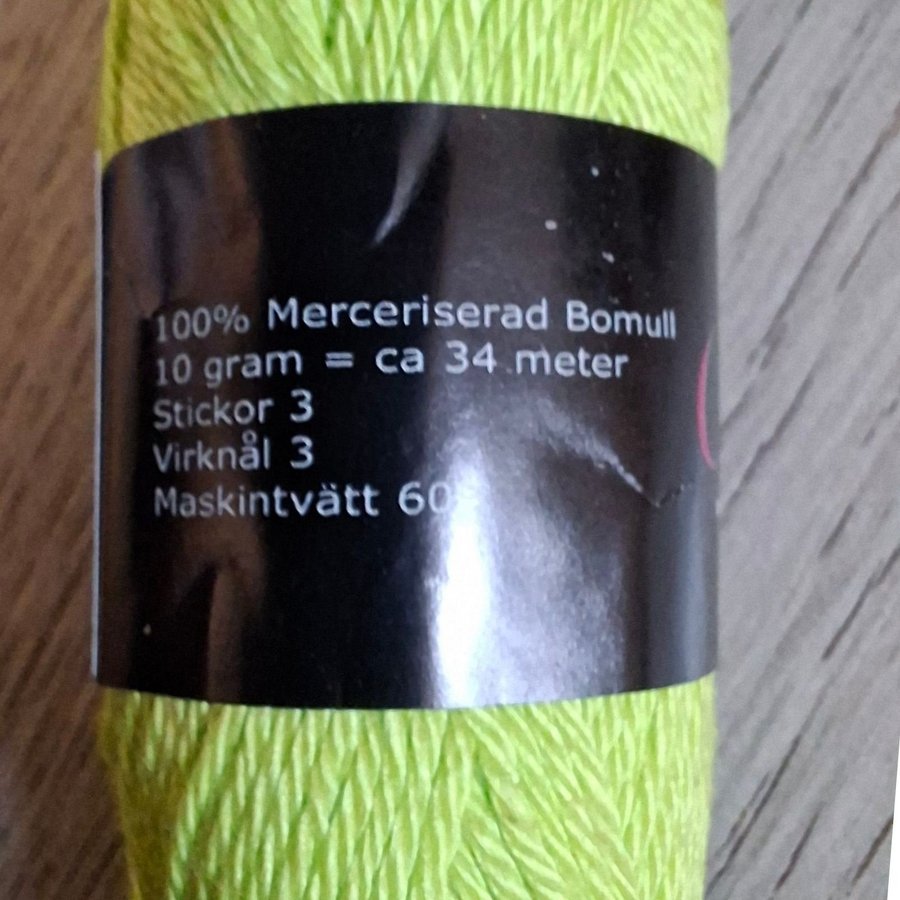 100% Merceriserad Bomull
10 gram = ca 34 meter
Stickor 3
Virknål 3
Maskintvätt 60°